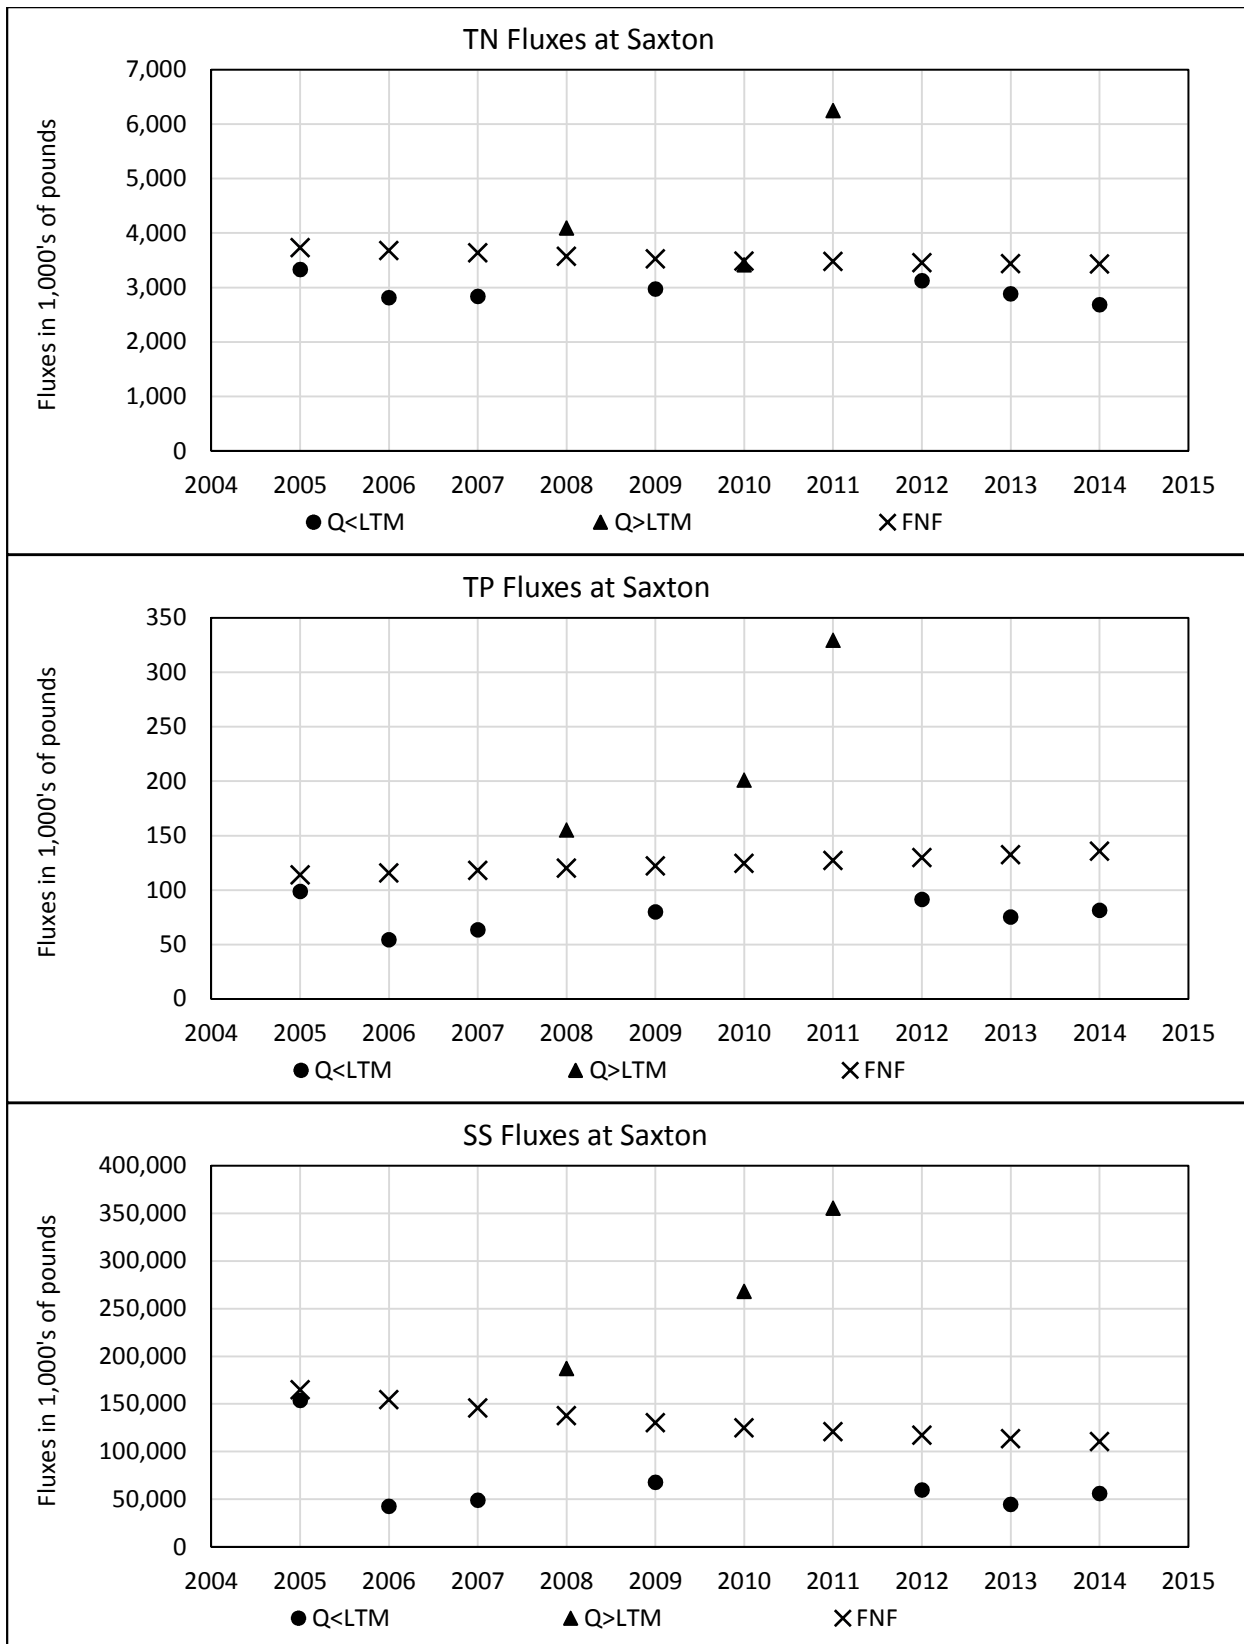 TN Fluxes at Saxton
Fluxes in 1,000's of pounds
7,000
6,000
5,000
4,000
3,000
2,000
1,000
0
2004 2005 2006 2007 2008 2009 2010 2011 2012 2013 2014 2015
Q<LTM Q>LTM FNF
TP Fluxes at Saxton
Fluxes in 1,000's of pounds
350
300
250
200
150
100
50
0
2004 2005 2006 2007 2008 2009 2010 2011 2012 2013 2014 2015
Q<LTM Q>LTM FNF
SS Fluxes at Saxton
Fluxes in 1,000's of pounds
400,000
350,000
300,000
250,000
200,000
150,000
100,000
50,000
0
2004 2005 2006 2007 2008 2009 2010 2011 2012 2013 2014 2015
Q<LTM Q>LTM FNF